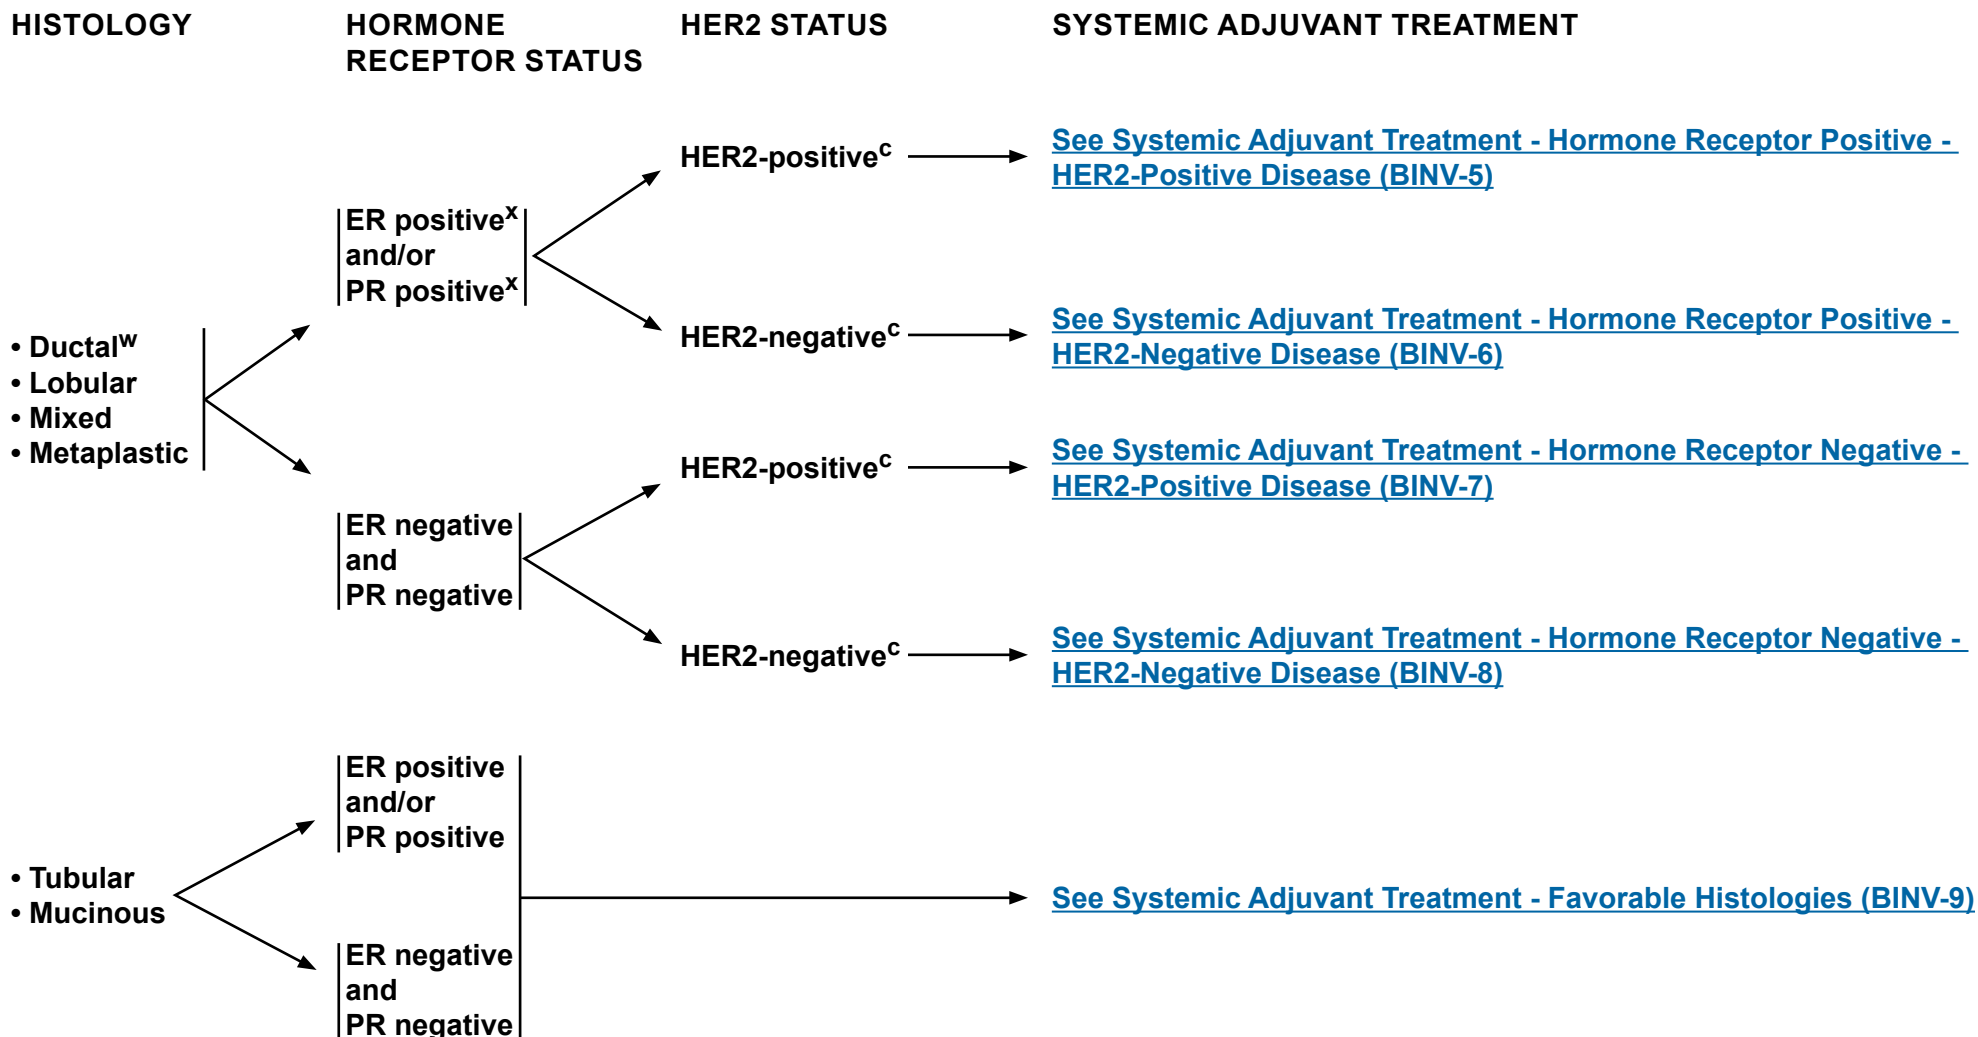 HISTOLOGY
HORMONE
RECEPTOR STATUS
HER2 STATUS
SYSTEMIC ADJUVANT TREATMENT
• Ductalʷ
• Lobular
• Mixed
• Metaplastic
ER positiveˣ
and/or
PR positiveˣ
HER2-positiveᶜ
See Systemic Adjuvant Treatment - Hormone Receptor Positive -
HER2-Positive Disease (BINV-5)
HER2-negativeᶜ
See Systemic Adjuvant Treatment - Hormone Receptor Positive -
HER2-Negative Disease (BINV-6)
ER negative
and
PR negative
HER2-positiveᶜ
See Systemic Adjuvant Treatment - Hormone Receptor Negative -
HER2-Positive Disease (BINV-7)
HER2-negativeᶜ
See Systemic Adjuvant Treatment - Hormone Receptor Negative -
HER2-Negative Disease (BINV-8)
• Tubular
• Mucinous
ER positive
and/or
PR positive
ER negative
and
PR negative
See Systemic Adjuvant Treatment - Favorable Histologies (BINV-9)